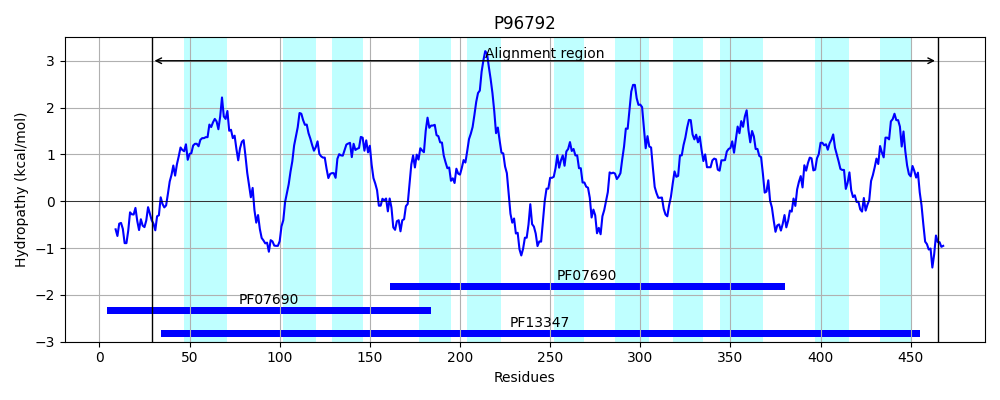 P96792
Alignment region
3
2
1
0
−1
−2
−3
Hydropathy (kcal/mol)
PF07690
PF07690
PF13347
0
50
100
150
200
250
300
350
400
450
Residues